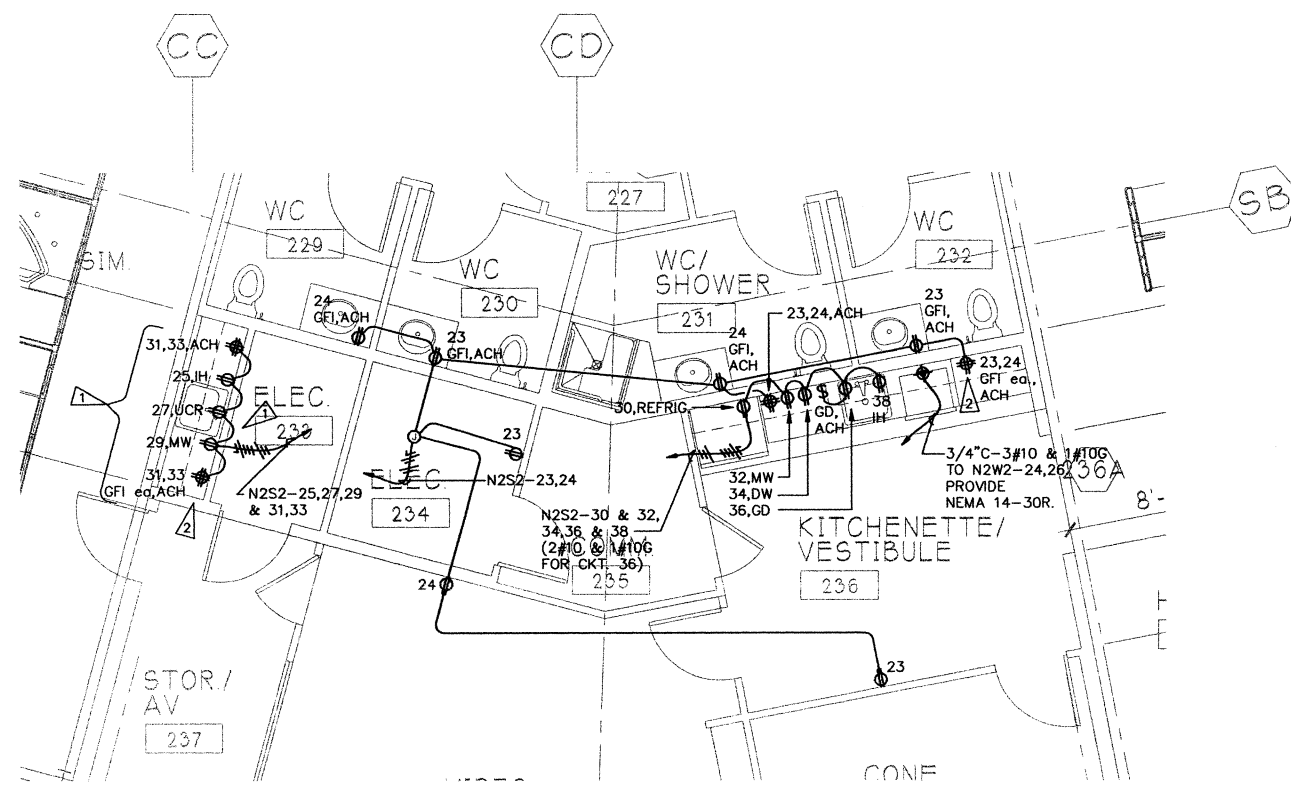 CC
CD
SB
227
WC
229
WC
230
WC/
SHOWER
231
WC
232
SIM.
24
GFI,ACH
23
GFI,ACH
24
GFI,
ACH
23,24,ACH
23
GFI,
ACH
23,24
GFI ea.,
ACH
2
31,33,ACH
25,IH
27,UCR
29,MW
31,33
GFI ea,ACH
1
2
ELEC.
1
233
N2S2-25,27,29
& 31,33
ELEC.
234
23
N2S2-23,24
30,REFRIG.
$
GD,
ACH
38
IH
32,MW
34,DW
36,GD
3/4"C-3#10 & 1#10G
TO N2W2-24,26
PROVIDE
NEMA 14-30R.
236A
8'-
N2S2-30 & 32,
34,36 & 38
(2#10 & 1#10G
FOR CKT. 36)
235
KITCHENETTE/
VESTIBULE
236
24
23
STOR./
AV
237
CONF